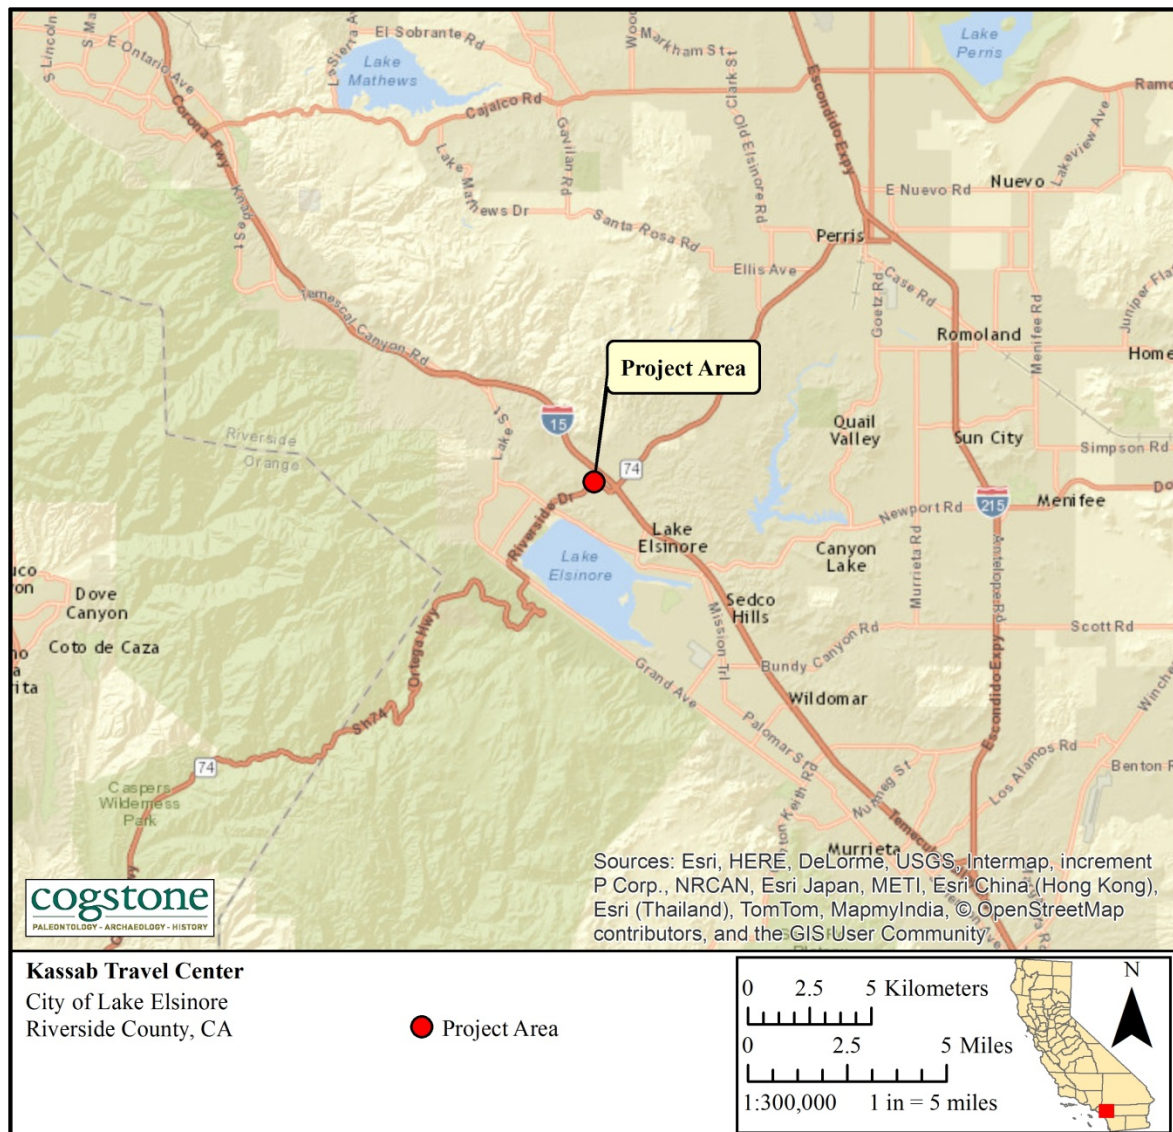 S Lincoln
E Ontario Ave
El Sobrante Rd
Markham St
Clark St
Lake
Perris
Lake
Mathews
Cajalco Rd
Corona Fwy
Escondido Expy
Gavilan Rd
Old Elsinore Rd
Lakeview Ave
Lake
Mathews Dr
E Nuevo Rd
Nuevo
Santa Rosa Rd
Perris
Ellis Ave
Case Rd
Goetz Rd
Menifee Rd
Temescal Canyon Rd
Romoland
Project Area
Lake St
15
Quail
Valley
Sun City
Simpson Rd
Riverside
Orange
74
Riverside Dr
Newport Rd
215
Menifee
Lake
Elsinore
Lake
Elsinore
Canyon
Lake
Murrieta Rd
Antelope Rd
Dove
Canyon
Coto de Caza
Ortega Hwy
Sedco
Hills
Mission Trl
Scott Rd
Bundy Canyon Rd
Grand Ave
Wildomar
Escondido Expy
Sh74
74
Palomar St
Los Alamos Rd
Nutmeg St
Caspers
Wilderness
Park
Murrieta
cogstone
PALEONTOLOGY - ARCHAEOLOGY - HISTORY
Sources: Esri, HERE, DeLorme, USGS, Intermap, increment
P Corp., NRCAN, Esri Japan, METI, Esri China (Hong Kong),
Esri (Thailand), TomTom, MapmyIndia, © OpenStreetMap
contributors, and the GIS User Community
Kassab Travel Center
City of Lake Elsinore
Riverside County, CA
Project Area
0 2.5 5 Kilometers
0 2.5 5 Miles
1:300,000 1 in = 5 miles
N